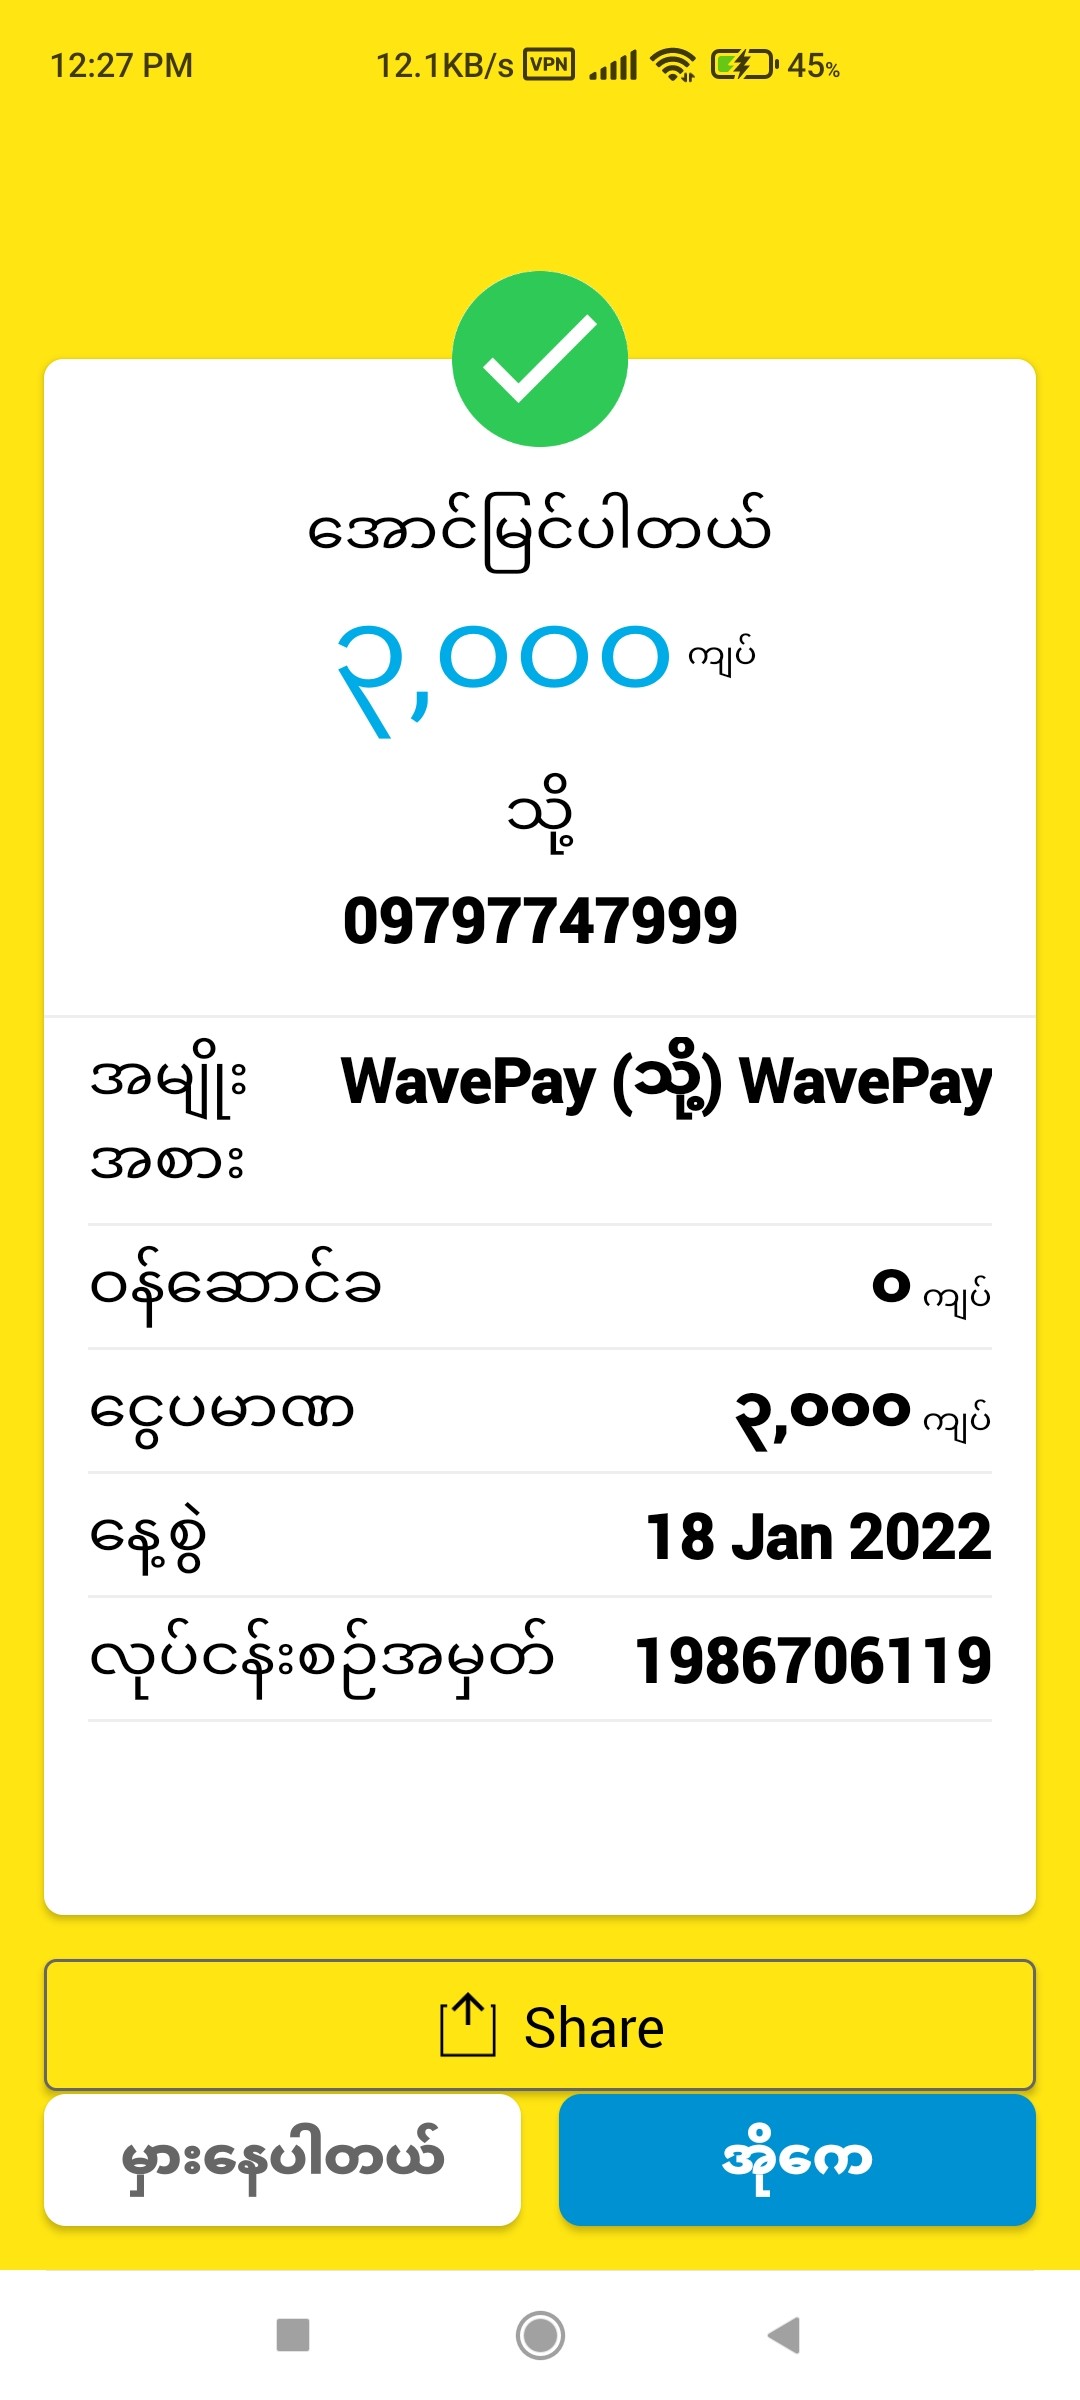 12:27 PM 12.1KB/s VPN 45%
အောင်မြင်ပါတယ်
၃,၀၀၀ ကျပ်
သို့
09797747999
အမျိုး WavePay (သို့) WavePay
အစား
ဝန်ဆောင်ခ ၀ ကျပ်
ငွေပမာဏ ၃,၀၀၀ ကျပ်
နေ့စွဲ 18 Jan 2022
လုပ်ငန်းစဉ်အမှတ် 1986706119
Share
မှားနေပါတယ် အိုကေ